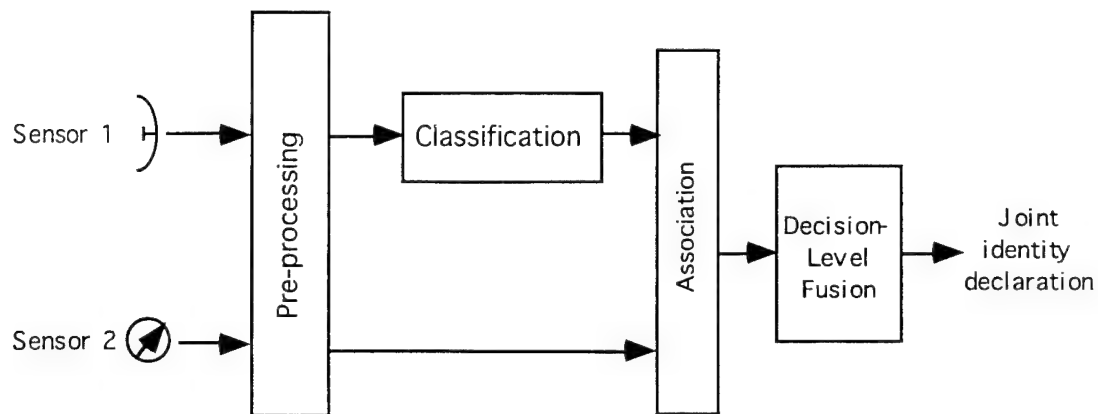 Sensor 1
Pre-processing
Classification
Association
Decision-
Level
Fusion
Joint
identity
declaration
Sensor 2